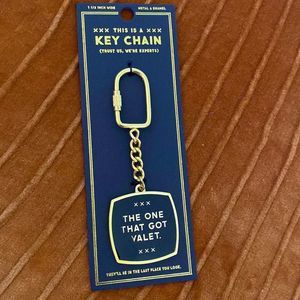 1 1/2 INCH WIDE METAL & ENAMEL
××× THIS IS A ×××
KEY CHAIN
(TRUST US, WE'RE EXPERTS)
×××
THE ONE
THAT GOT
VALET.
×××
THEY'LL BE IN THE LAST PLACE YOU LOOK.